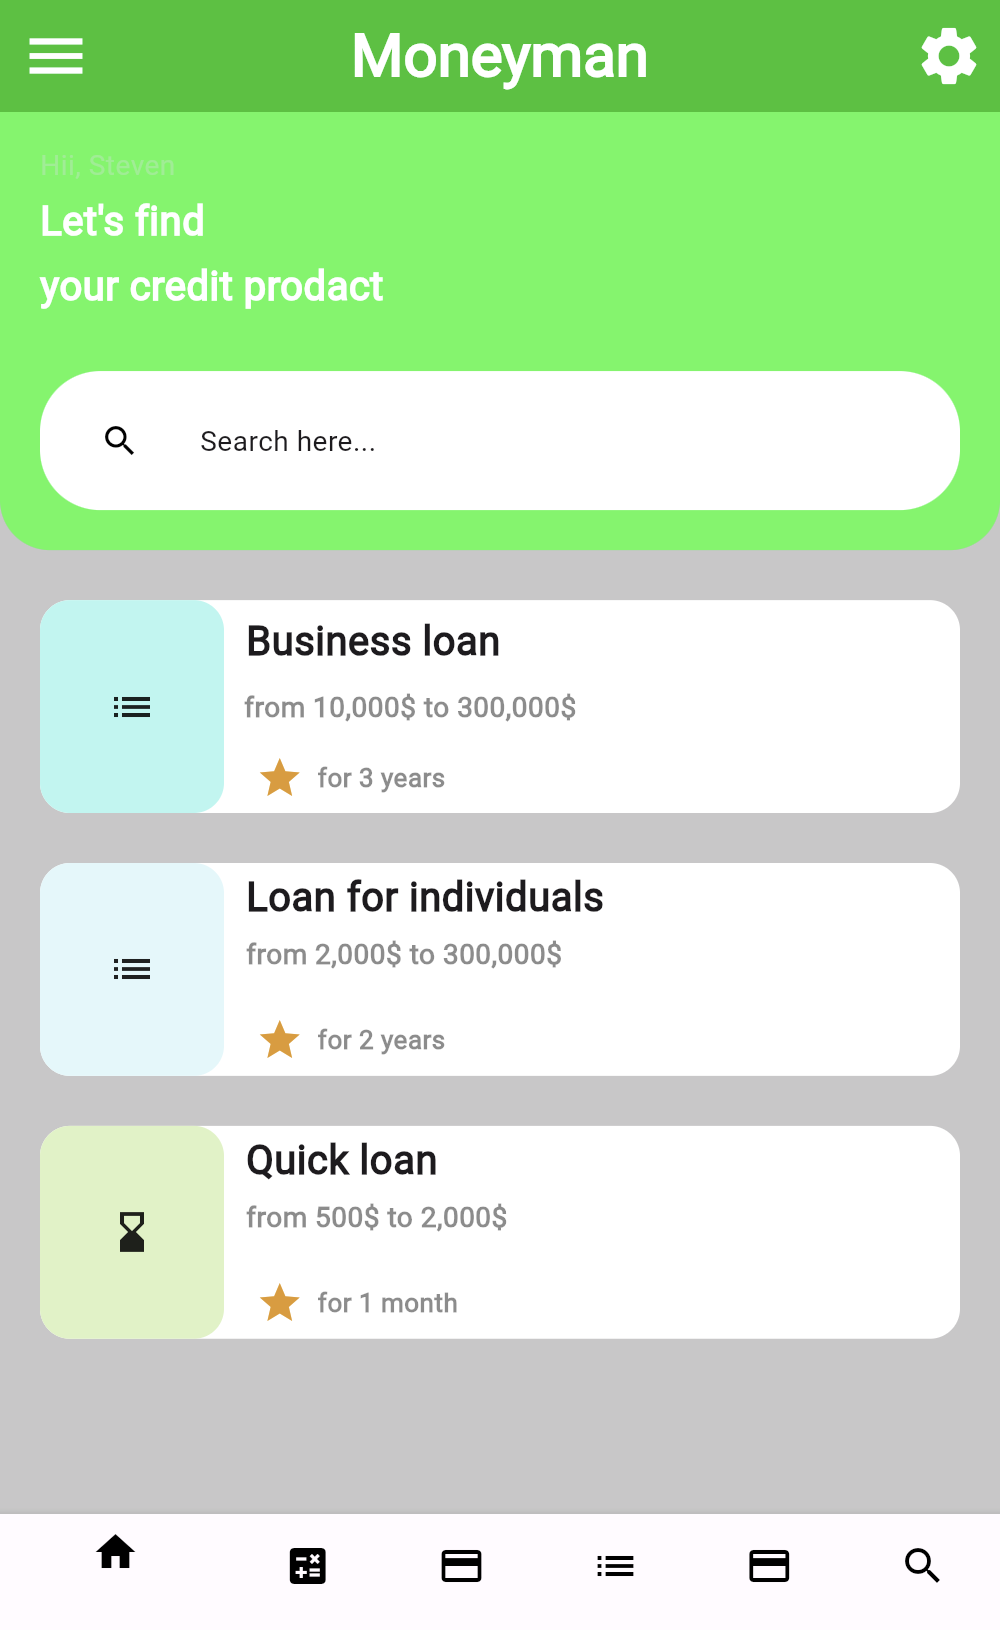 Moneyman
Hii, Steven
Let's find
your credit prodact
Search here...
Business loan
from 10,000$ to 300,000$
for 3 years
Loan for individuals
from 2,000$ to 300,000$
for 2 years
Quick loan
from 500$ to 2,000$
for 1 month